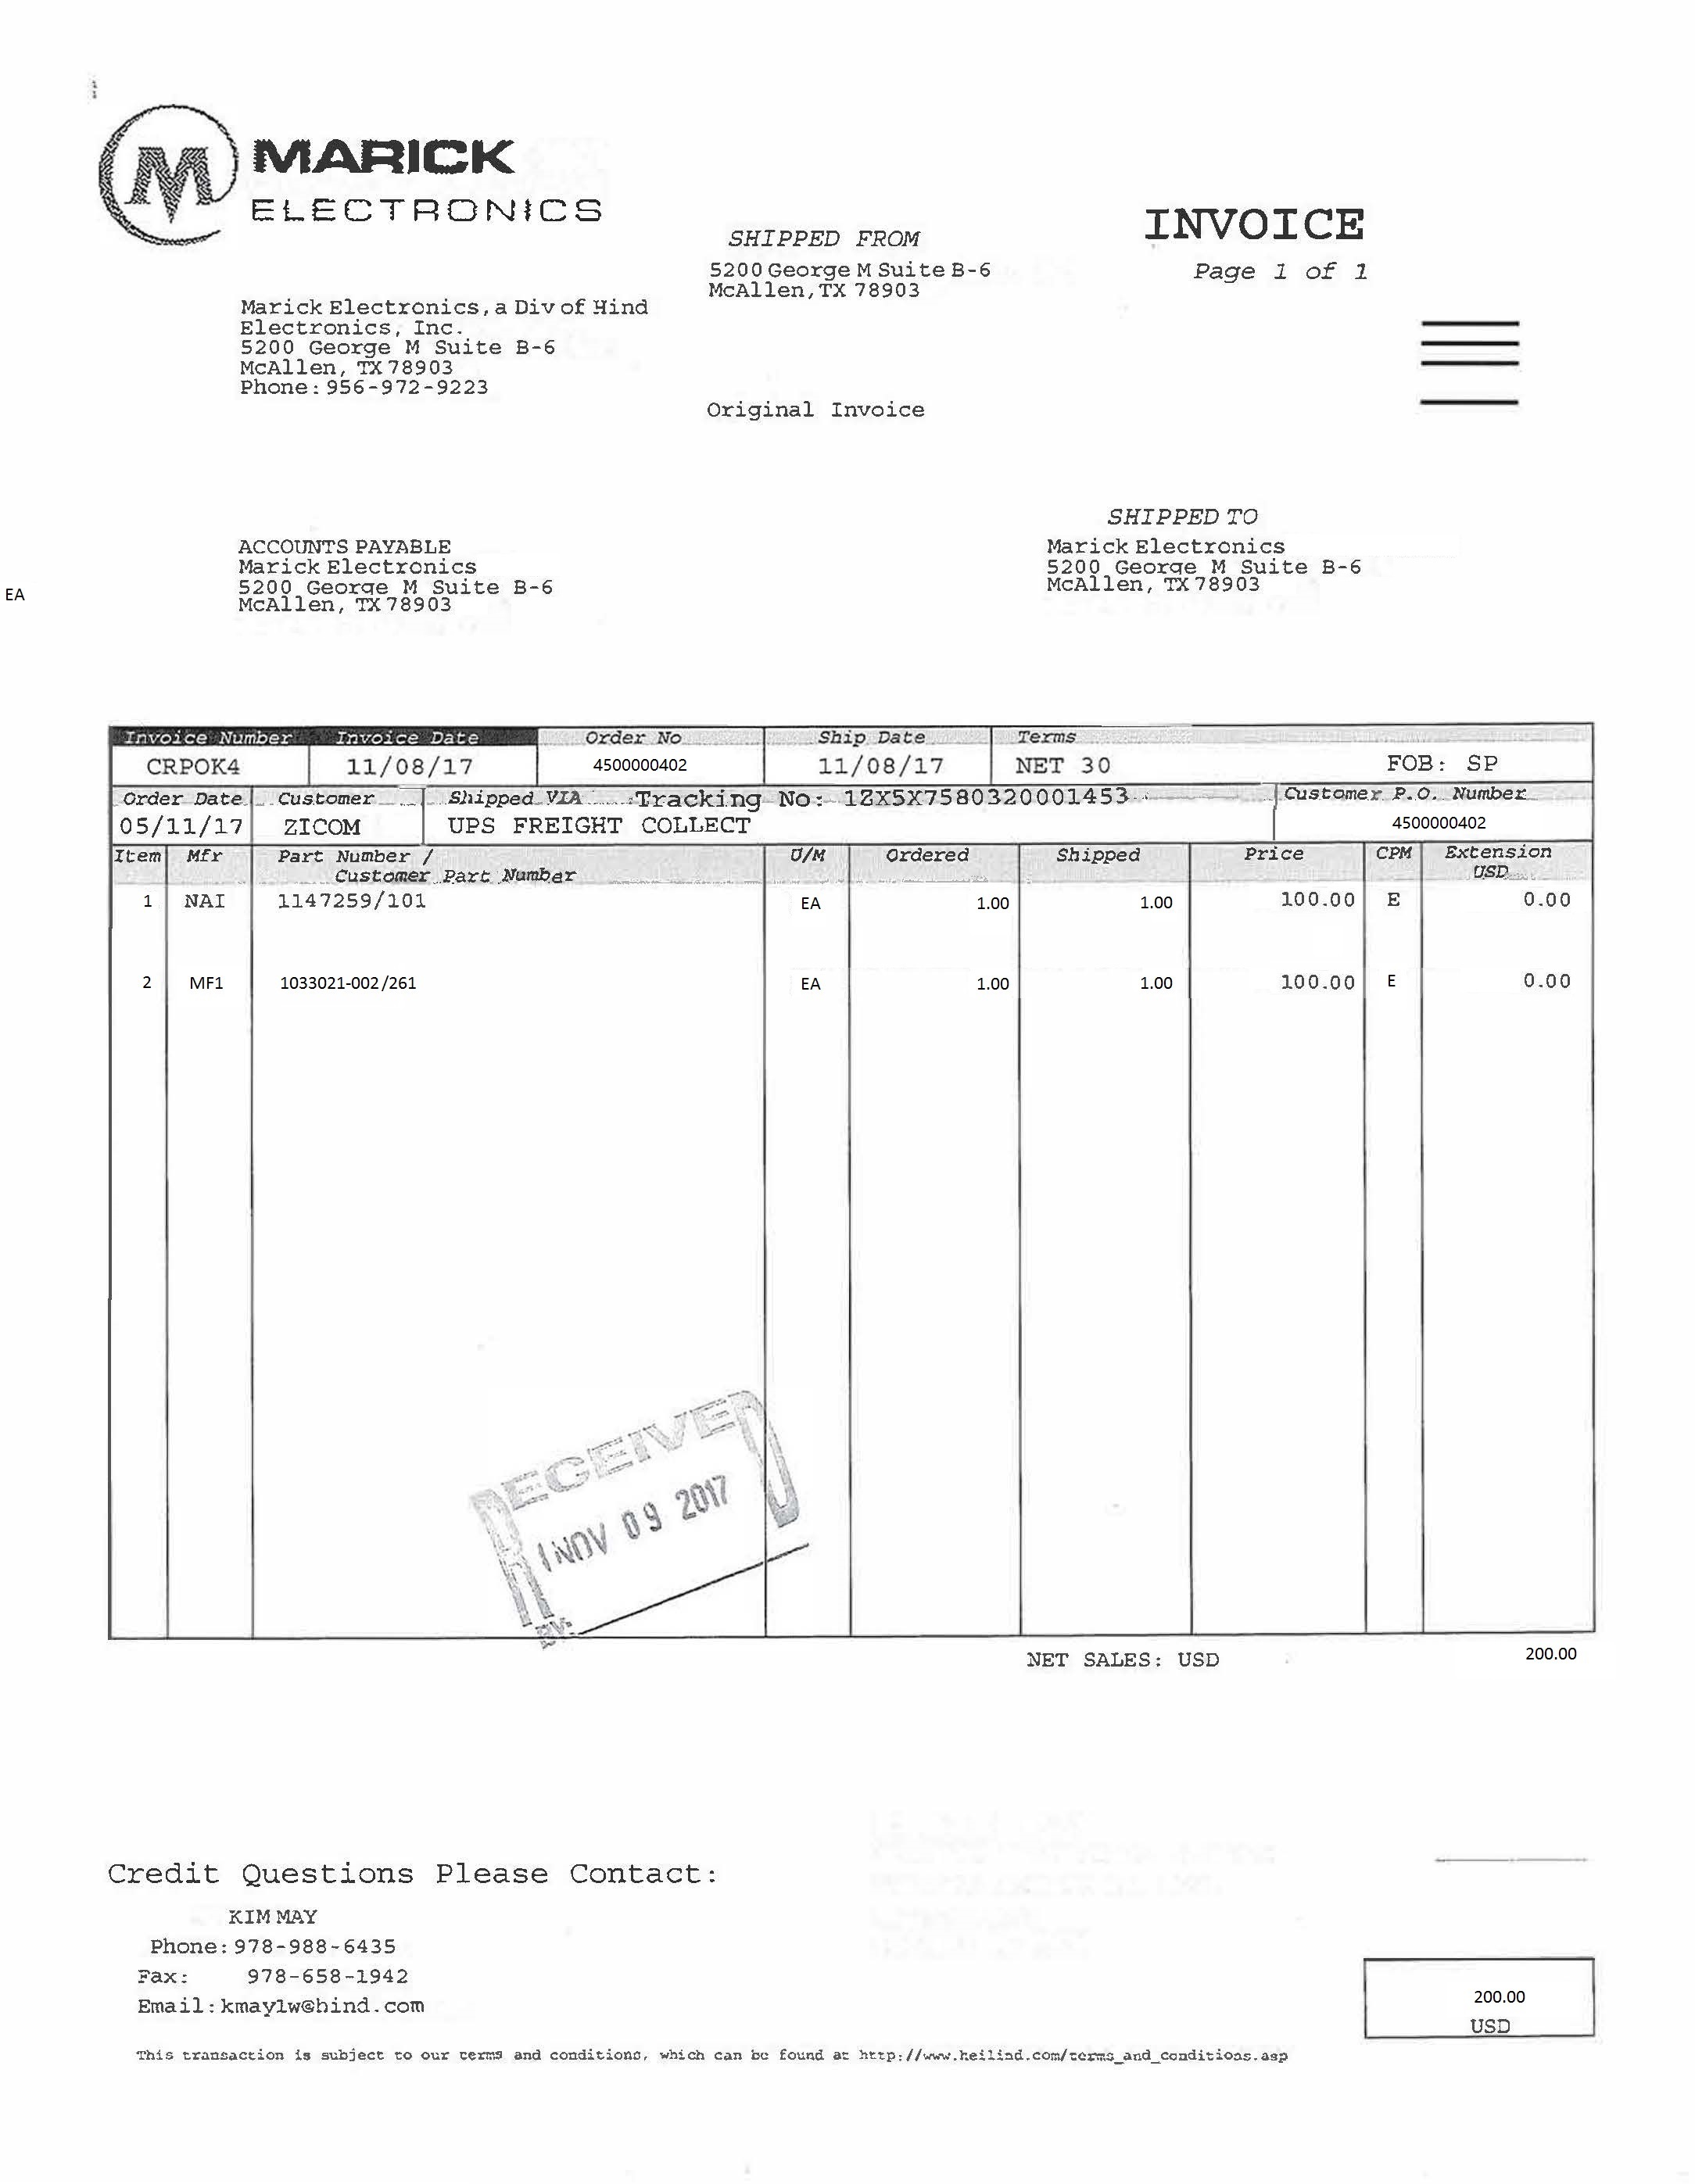 MARICK
ELECTRONICS
INVOICE
Page 1 of 1
SHIPPED FROM
5200 George M Suite B-6
McAllen, TX 78903
Marick Electronics, a Div of Hind
Electronics, Inc.
5200 George M Suite B-6
McAllen, TX 78903
Phone: 956-972-9223
Original Invoice
SHIPPED TO
ACCOUNTS PAYABLE
Marick Electronics
5200 George M Suite B-6
McAllen, TX 78903
Marick Electronics
5200 George M Suite B-6
McAllen, TX 78903
EA
Invoice Number Invoice Date Order No Ship Date Terms
CRPOK4 11/08/17 4500000402 11/08/17 NET 30 FOB: SP
Order Date Customer Shipped VIA Tracking No: 1ZX5X7580320001453 Customer P.O. Number
05/11/17 ZICOM UPS FREIGHT COLLECT 4500000402
Item Mfr Part Number / U/M Ordered Shipped Price CPM Extension
Customer Part Number USD
1 NAI 1147259/101 EA 1.00 1.00 100.00 E 0.00
2 MF1 1033021-002/261 EA 1.00 1.00 100.00 E 0.00
RECEIVED
NOV 09 2017
BY:
NET SALES: USD 200.00
Credit Questions Please Contact:
KIM MAY
Phone: 978-988-6435
Fax: 978-658-1942
Email: kmaylw@hind.com
200.00
USD
This transaction is subject to our terms and conditions, which can be found at http://www.heilind.com/terms_and_conditions.asp